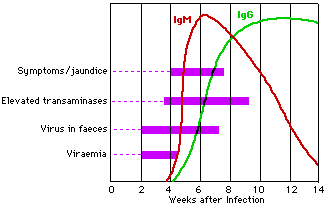 IgM
IgG
Symptoms/jaundice
Elevated transaminases
Virus in faeces
Viraemia
0 2 4 6 8 10 12 14
Weeks after Infection